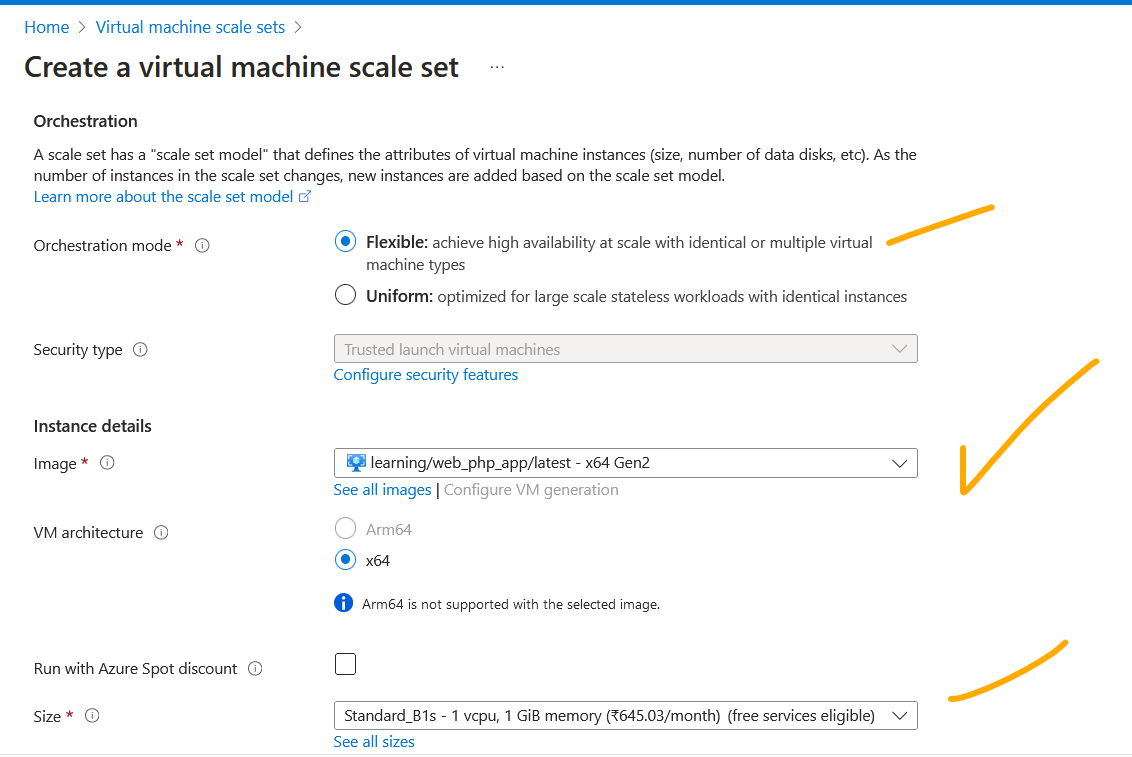 Home > Virtual machine scale sets >
Create a virtual machine scale set ...
Orchestration
A scale set has a "scale set model" that defines the attributes of virtual machine instances (size, number of data disks, etc). As the
number of instances in the scale set changes, new instances are added based on the scale set model.
Learn more about the scale set model
Orchestration mode *
Flexible: achieve high availability at scale with identical or multiple virtual
machine types
Uniform: optimized for large scale stateless workloads with identical instances
Security type
Trusted launch virtual machines
Configure security features
Instance details
Image *
learning/web_php_app/latest - x64 Gen2
See all images | Configure VM generation
VM architecture
Arm64
x64
Arm64 is not supported with the selected image.
Run with Azure Spot discount
Size *
Standard_B1s - 1 vcpu, 1 GiB memory (₹645.03/month) (free services eligible)
See all sizes